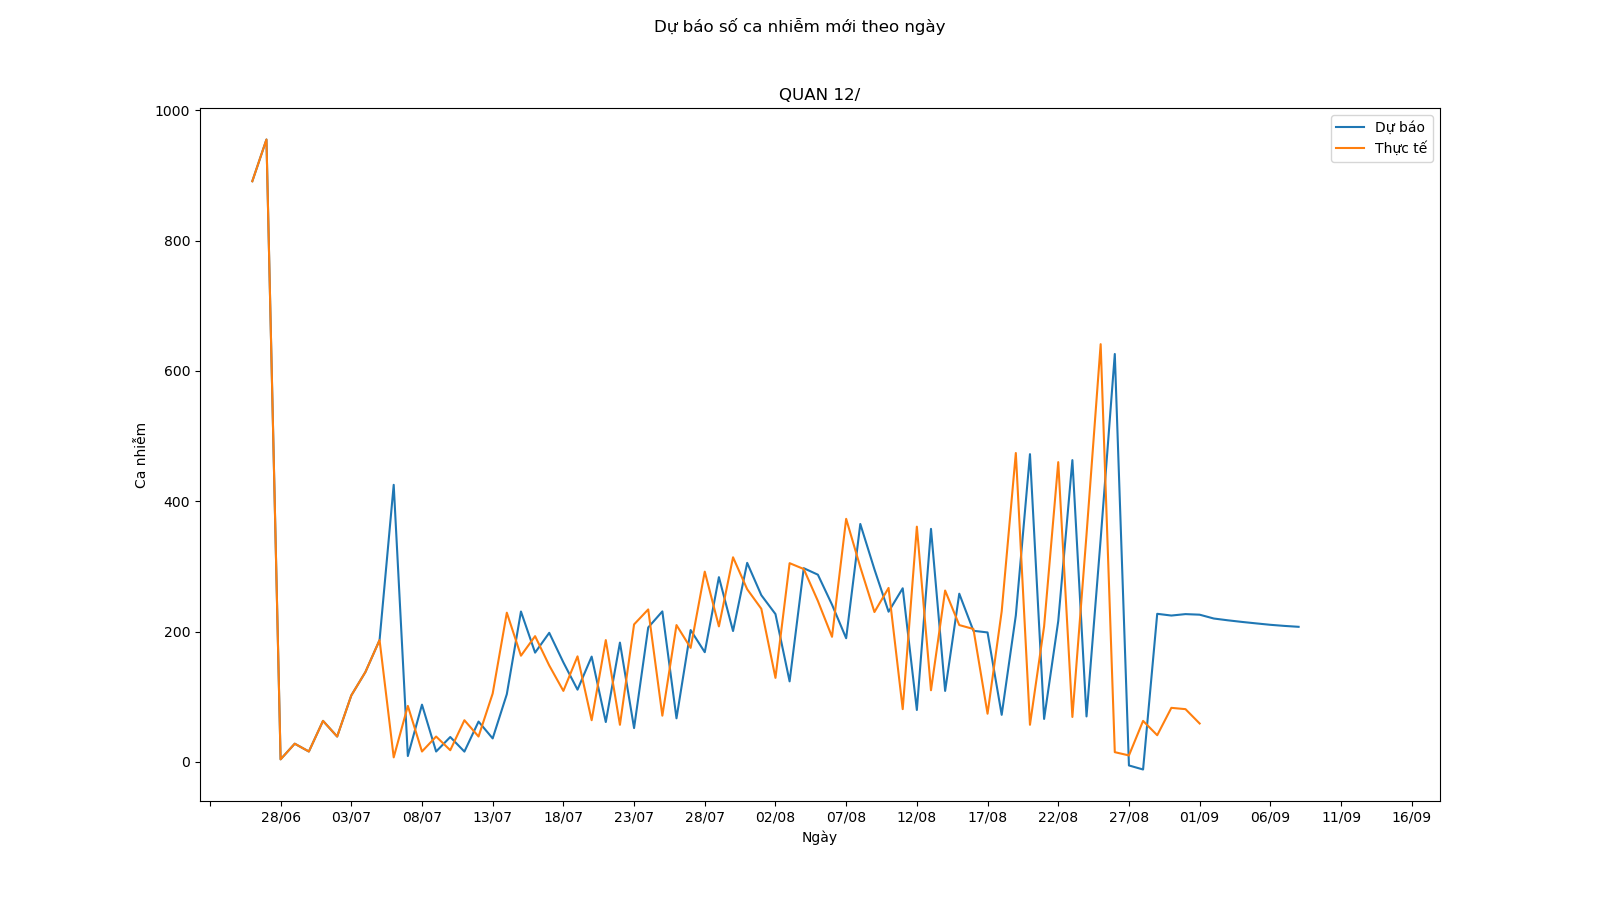 Dự báo số ca nhiễm mới theo ngày
QUAN 12/
1000
800
600
400
200
0
Ca nhiễm
Dự báo
Thực tế
28/06 03/07 08/07 13/07 18/07 23/07 28/07 02/08 07/08 12/08 17/08 22/08 27/08 01/09 06/09 11/09 16/09
Ngày